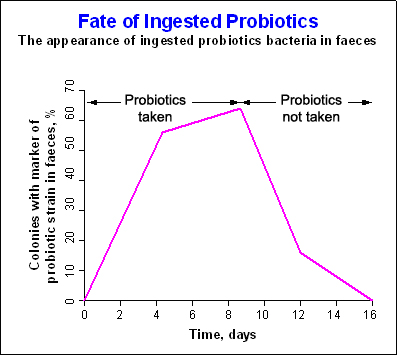 Fate of Ingested Probiotics
The appearance of ingested probiotics bacteria in faeces
Colonies with marker of
probiotic strain in faeces, %
70
60
50
40
30
20
10
0
Probiotics
taken
Probiotics
not taken
0 2 4 6 8 10 12 14 16
Time, days